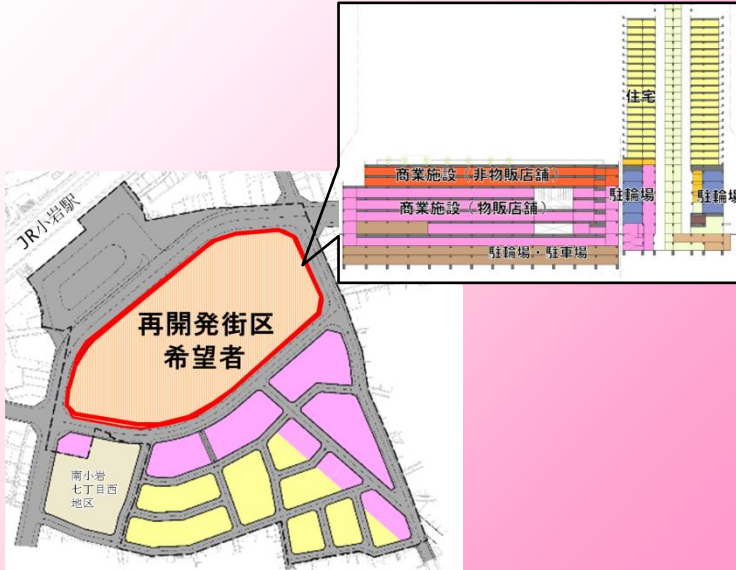 住宅
商業施設（非物販店舗）
商業施設（物販店舗）
駐輪場
駐輪場
駐輪場・駐車場
JR小岩駅
再開発街区
希望者
南小岩
七丁目西
地区